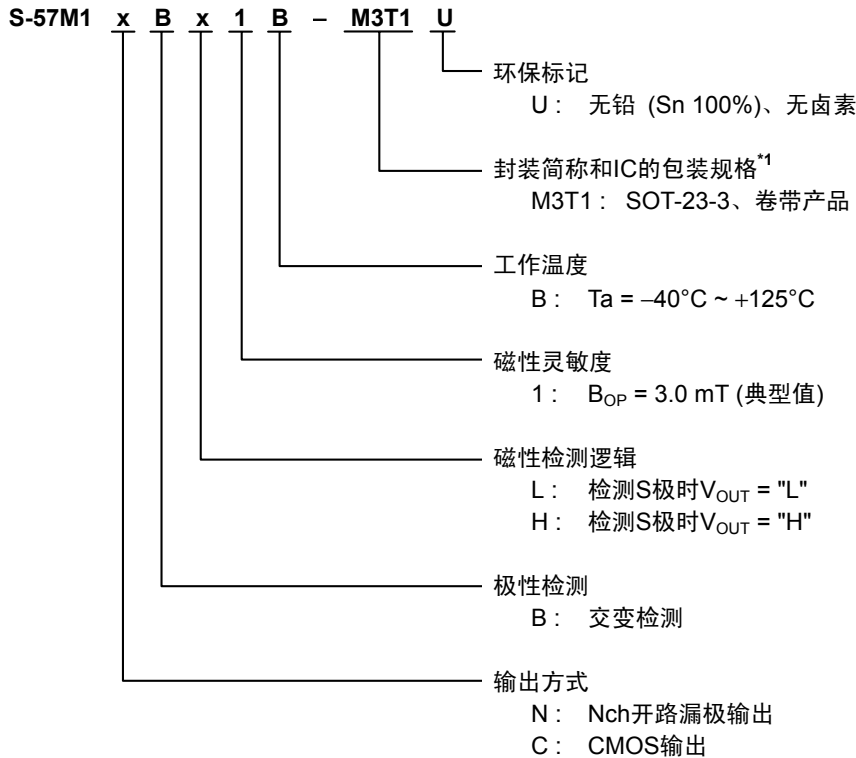 S-57M1 x B x 1 B – M3T1 U
环保标记
U : 无铅 (Sn 100%)、无卤素
封装简称和IC的包装规格*1
M3T1 : SOT-23-3、卷带产品
工作温度
B : Ta = −40°C ~ +125°C
磁性灵敏度
1 : BOP = 3.0 mT (典型值)
磁性检测逻辑
L : 检测S极时VOUT = "L"
H : 检测S极时VOUT = "H"
极性检测
B : 交变检测
输出方式
N : Nch开路漏极输出
C : CMOS输出